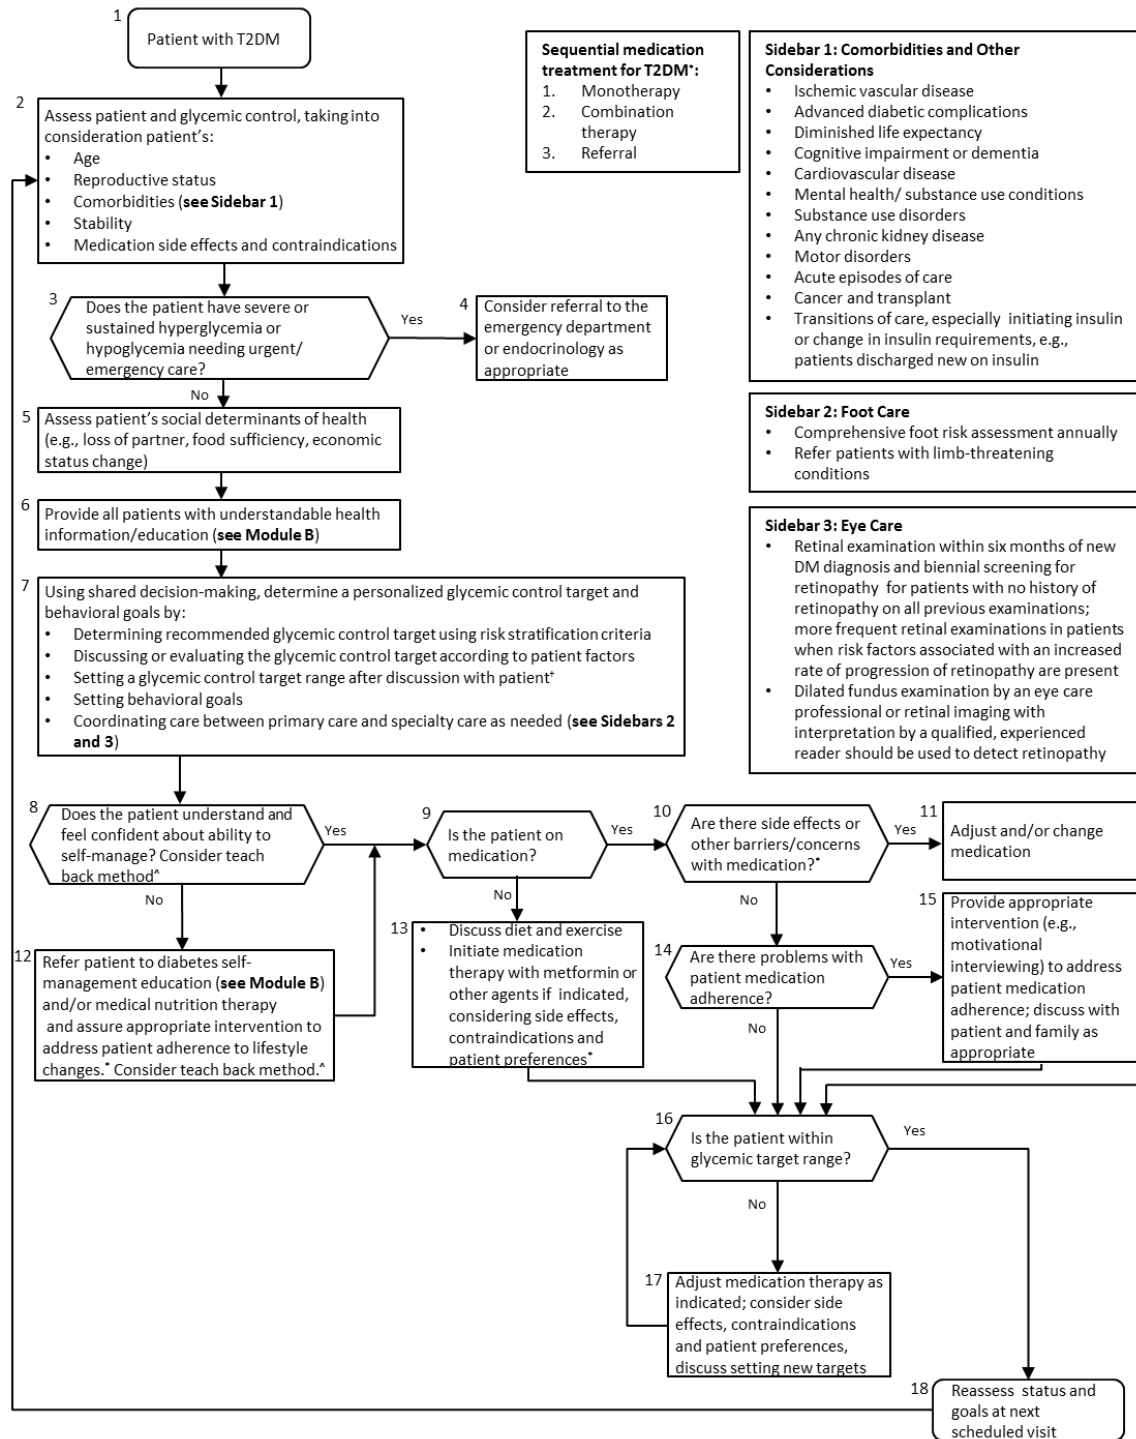 1
Patient with T2DM
2
Assess patient and glycemic control, taking into
consideration patient's:
• Age
• Reproductive status
• Comorbidities (see Sidebar 1)
• Stability
• Medication side effects and contraindications
3
Does the patient have severe or
sustained hyperglycemia or
hypoglycemia needing urgent/
emergency care?
Yes
No
4
Consider referral to the
emergency department
or endocrinology as
appropriate
5
Assess patient's social determinants of health
(e.g., loss of partner, food sufficiency, economic
status change)
6
Provide all patients with understandable health
information/education (see Module B)
7
Using shared decision-making, determine a personalized glycemic control target and
behavioral goals by:
• Determining recommended glycemic control target using risk stratification criteria
• Discussing or evaluating the glycemic control target according to patient factors
• Setting a glycemic control target range after discussion with patient⁺
• Setting behavioral goals
• Coordinating care between primary care and specialty care as needed (see Sidebars 2
and 3)
Sequential medication
treatment for T2DM*:
1. Monotherapy
2. Combination
therapy
3. Referral
Sidebar 1: Comorbidities and Other
Considerations
• Ischemic vascular disease
• Advanced diabetic complications
• Diminished life expectancy
• Cognitive impairment or dementia
• Cardiovascular disease
• Mental health/ substance use conditions
• Substance use disorders
• Any chronic kidney disease
• Motor disorders
• Acute episodes of care
• Cancer and transplant
• Transitions of care, especially initiating insulin
or change in insulin requirements, e.g.,
patients discharged new on insulin
Sidebar 2: Foot Care
• Comprehensive foot risk assessment annually
• Refer patients with limb-threatening
conditions
Sidebar 3: Eye Care
• Retinal examination within six months of new
DM diagnosis and biennial screening for
retinopathy for patients with no history of
retinopathy on all previous examinations;
more frequent retinal examinations in patients
when risk factors associated with an increased
rate of progression of retinopathy are present
• Dilated fundus examination by an eye care
professional or retinal imaging with
interpretation by a qualified, experienced
reader should be used to detect retinopathy
8
Does the patient understand and
feel confident about ability to
self-manage? Consider teach
back method^
Yes
No
9
Is the patient on
medication?
Yes
No
10
Are there side effects or
other barriers/concerns
with medication?*
Yes
No
11
Adjust and/or change
medication
12
Refer patient to diabetes self-
management education (see Module B)
and/or medical nutrition therapy
and assure appropriate intervention to
address patient adherence to lifestyle
changes.* Consider teach back method.^
13
• Discuss diet and exercise
• Initiate medication
therapy with metformin or
other agents if indicated,
considering side effects,
contraindications and
patient preferences*
14
Are there problems with
patient medication
adherence?
Yes
No
15
Provide appropriate
intervention (e.g.,
motivational
interviewing) to address
patient medication
adherence; discuss with
patient and family as
appropriate
16
Is the patient within
glycemic target range?
Yes
No
17
Adjust medication therapy as
indicated; consider side
effects, contraindications
and patient preferences,
discuss setting new targets
18
Reassess status and
goals at next
scheduled visit